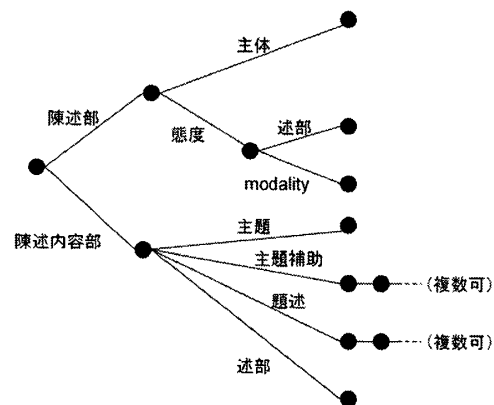 主体
陳述部
態度
述部
modality
陳述内容部
主題
主題補助
(複数可)
題述
(複数可)
述部